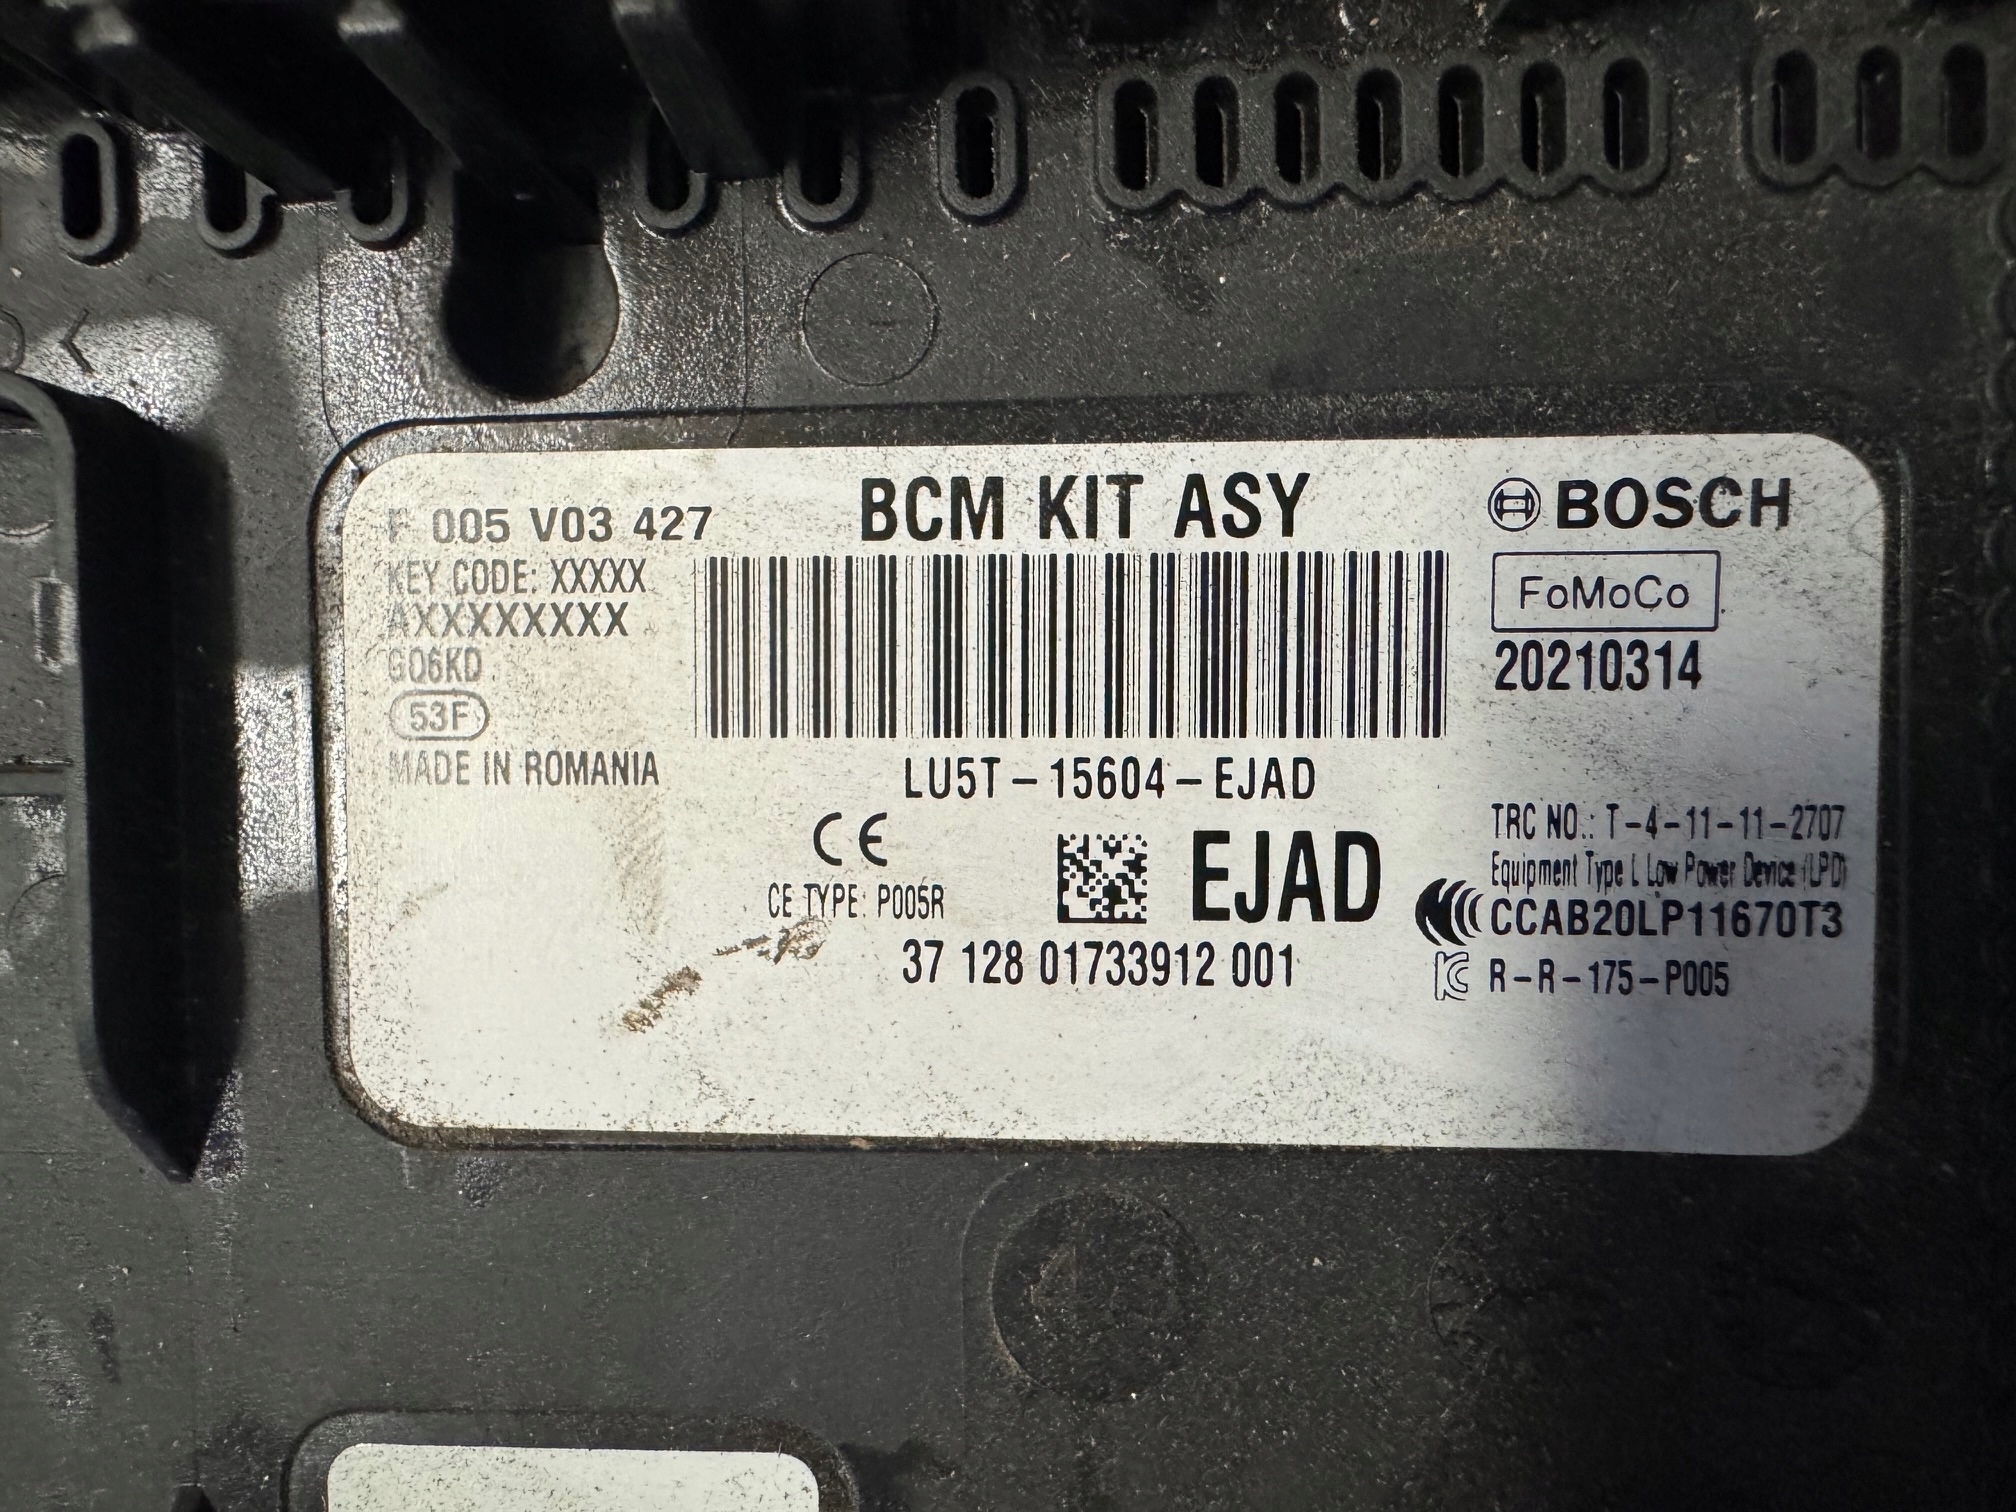 F 005 V03 427
BCM KIT ASY
BOSCH
KEY CODE: XXXXX
AXXXXXXXX
GQ6KD
53F
MADE IN ROMANIA
FoMoCo
20210314
LU5T-15604-EJAD
CE
CE TYPE: P005R
EJAD
37 128 01733912 001
TRC NO.: T-4-11-11-2707
Equipment Type L Low Power Device (LPD)
CCAB20LP11670T3
KC R-R-175-P005